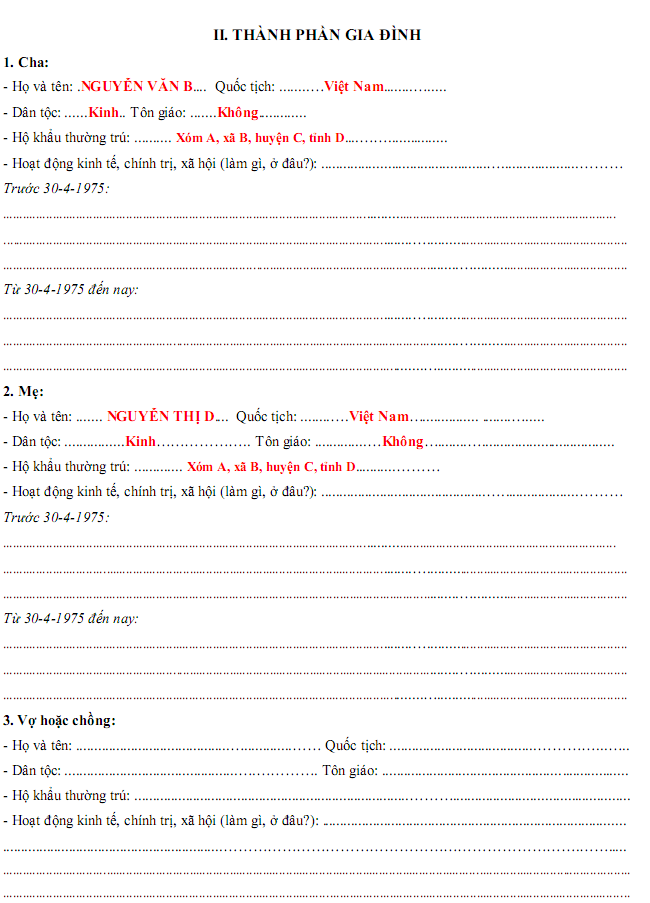 II. THÀNH PHẦN GIA ĐÌNH
1. Cha:
- Họ và tên: .NGUYỄN VĂN B.... Quốc tịch: ...........Việt Nam................
- Dân tộc: ......Kinh.. Tôn giáo: .......Không............
- Hộ khẩu thường trú: .......... Xóm A, xã B, huyện C, tỉnh D..........................
- Hoạt động kinh tế, chính trị, xã hội (làm gì, ở đâu?): ................................................................................
Trước 30-4-1975:
................................................................................
................................................................................
................................................................................
Từ 30-4-1975 đến nay:
................................................................................
................................................................................
................................................................................
2. Mẹ:
- Họ và tên: ....... NGUYỄN THỊ D.... Quốc tịch: ............Việt Nam.................... ................
- Dân tộc: ................Kinh..................... Tôn giáo: .................Không................................................
- Hộ khẩu thường trú: ............. Xóm A, xã B, huyện C, tỉnh D.....................
- Hoạt động kinh tế, chính trị, xã hội (làm gì, ở đâu?): ................................................................................
Trước 30-4-1975:
................................................................................
................................................................................
................................................................................
Từ 30-4-1975 đến nay:
................................................................................
................................................................................
................................................................................
3. Vợ hoặc chồng:
- Họ và tên: ............................................................ Quốc tịch: ............................................................
- Dân tộc: ............................................................ Tôn giáo: ............................................................
- Hộ khẩu thường trú: ................................................................................
- Hoạt động kinh tế, chính trị, xã hội (làm gì, ở đâu?): ................................................................................
................................................................................
................................................................................
................................................................................